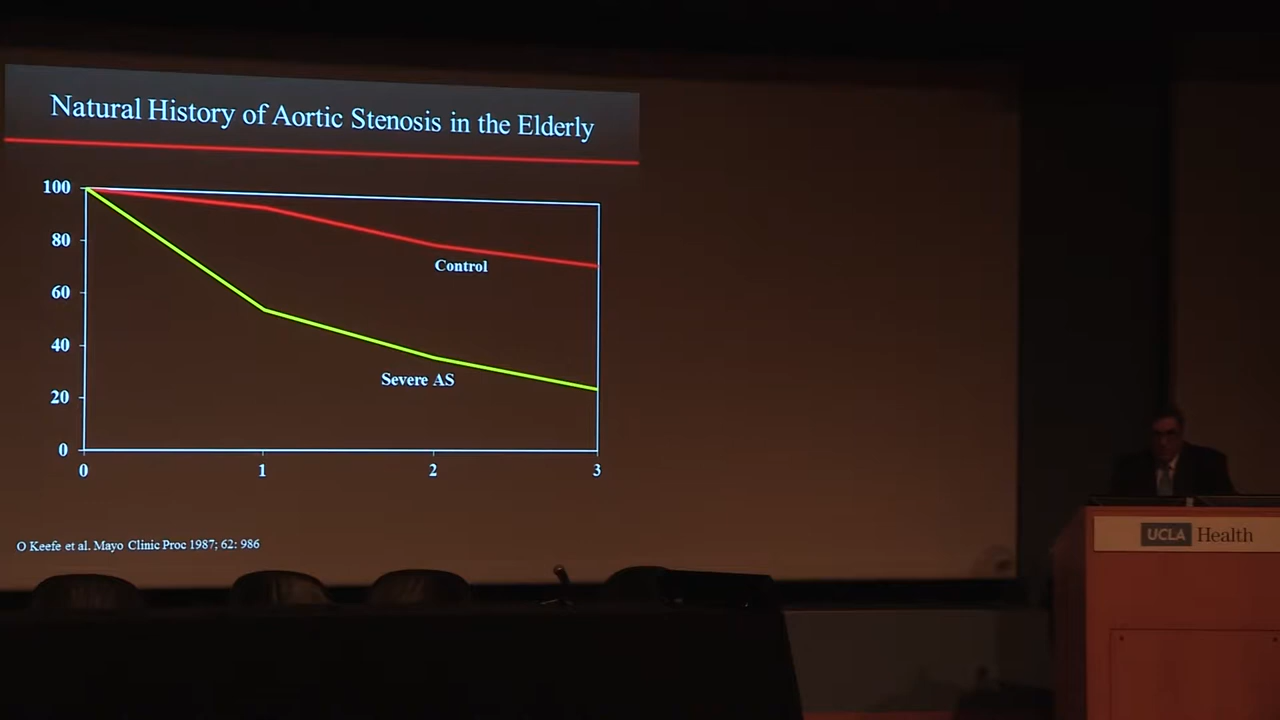 Natural History of Aortic Stenosis in the Elderly
100
80
60
40
20
0
Control
Severe AS
0 1 2 3
O Keefe et al. Mayo Clinic Proc 1987; 62: 986
UCLA Health